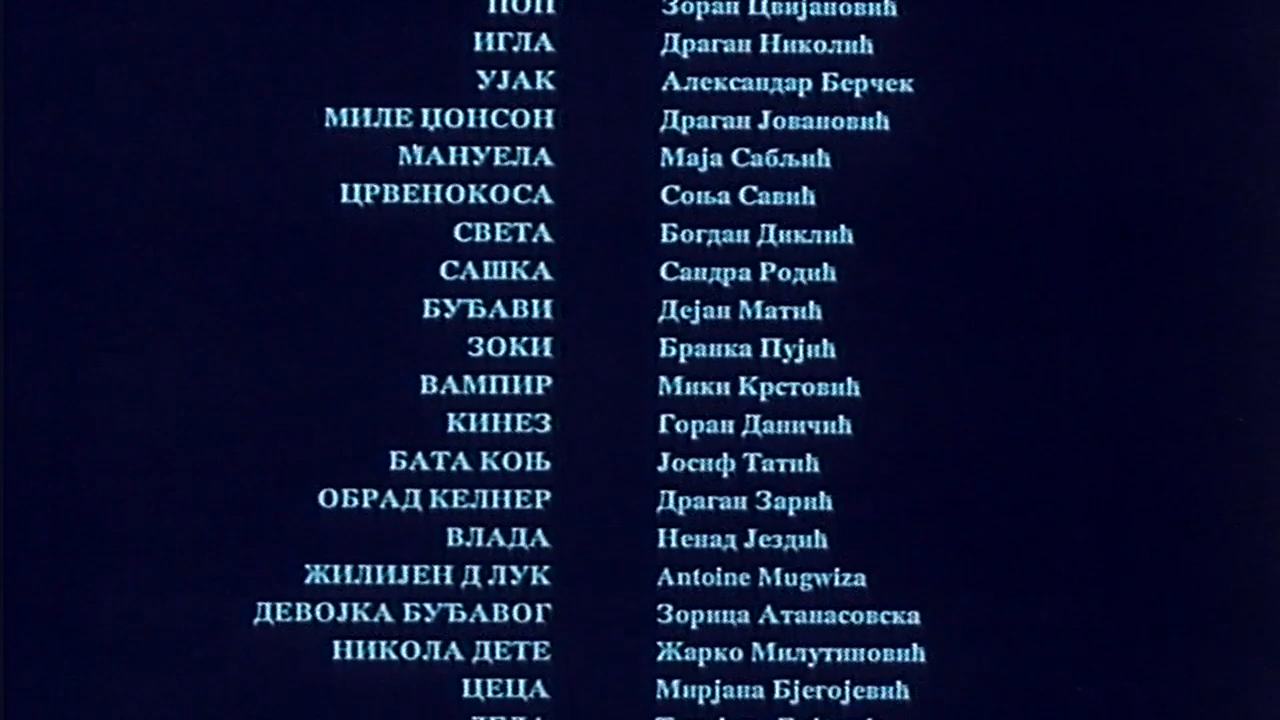 ПОП Зоран Цвијановић
ИГЛА Драган Николић
УЈАК Александар Берчек
МИЛЕ ЏОНСОН Драган Јовановић
МАНУЕЛА Маја Сабљић
ЦРВЕНОКОСА Соња Савић
СВЕТА Богдан Диклић
САШКА Сандра Родић
БУЂАВИ Дејан Матић
ЗОКИ Бранка Пујић
ВАМПИР Мики Крстовић
КИНЕЗ Горан Даничић
БАТА КОЊ Јосиф Татић
ОБРАД КЕЛНЕР Драган Зарић
ВЛАДА Ненад Јездић
ЖИЛИЈЕН Д ЛУК Antoine Mugwiza
ДЕВОЈКА БУЂАВОГ Зорица Атанасовска
НИКОЛА ДЕТЕ Жарко Милутиновић
ЦЕЦА Мирјана Бјегојевић